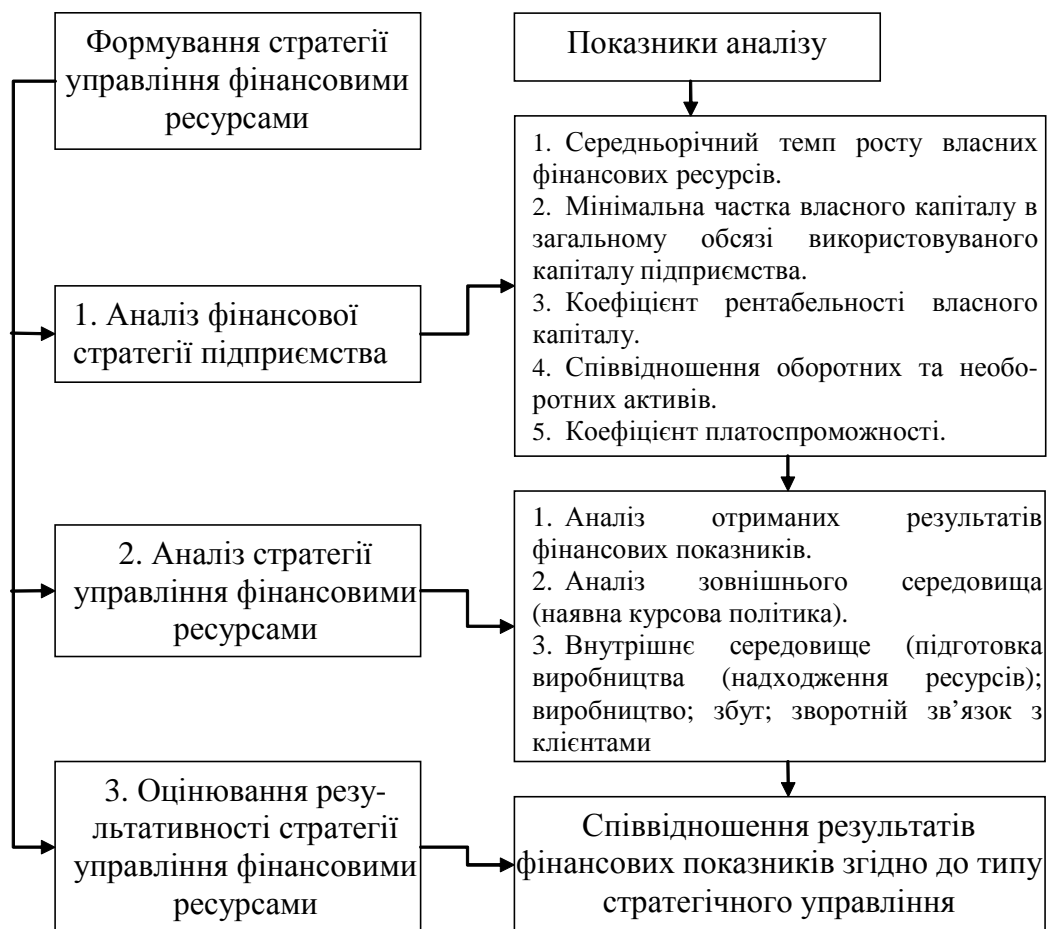 Формування стратегії
управління фінансовими
ресурсами
Показники аналізу
1. Аналіз фінансової
стратегії підприємства
1. Середньорічний темп росту власних
фінансових ресурсів.
2. Мінімальна частка власного капіталу в
загальному обсязі використовуваного
капіталу підприємства.
3. Коефіцієнт рентабельності власного
капіталу.
4. Співвідношення оборотних та необо-
ротних активів.
5. Коефіцієнт платоспроможності.
2. Аналіз стратегії
управління фінансовими
ресурсами
1. Аналіз отриманих результатів
фінансових показників.
2. Аналіз зовнішнього середовища
(наявна курсова політика).
3. Внутрішнє середовище (підготовка
виробництва (надходження ресурсів);
виробництво; збут; зворотній зв’язок з
клієнтами
3. Оцінювання резу-
льтативності стратегії
управління фінансовими
ресурсами
Співвідношення результатів
фінансових показників згідно до типу
стратегічного управління